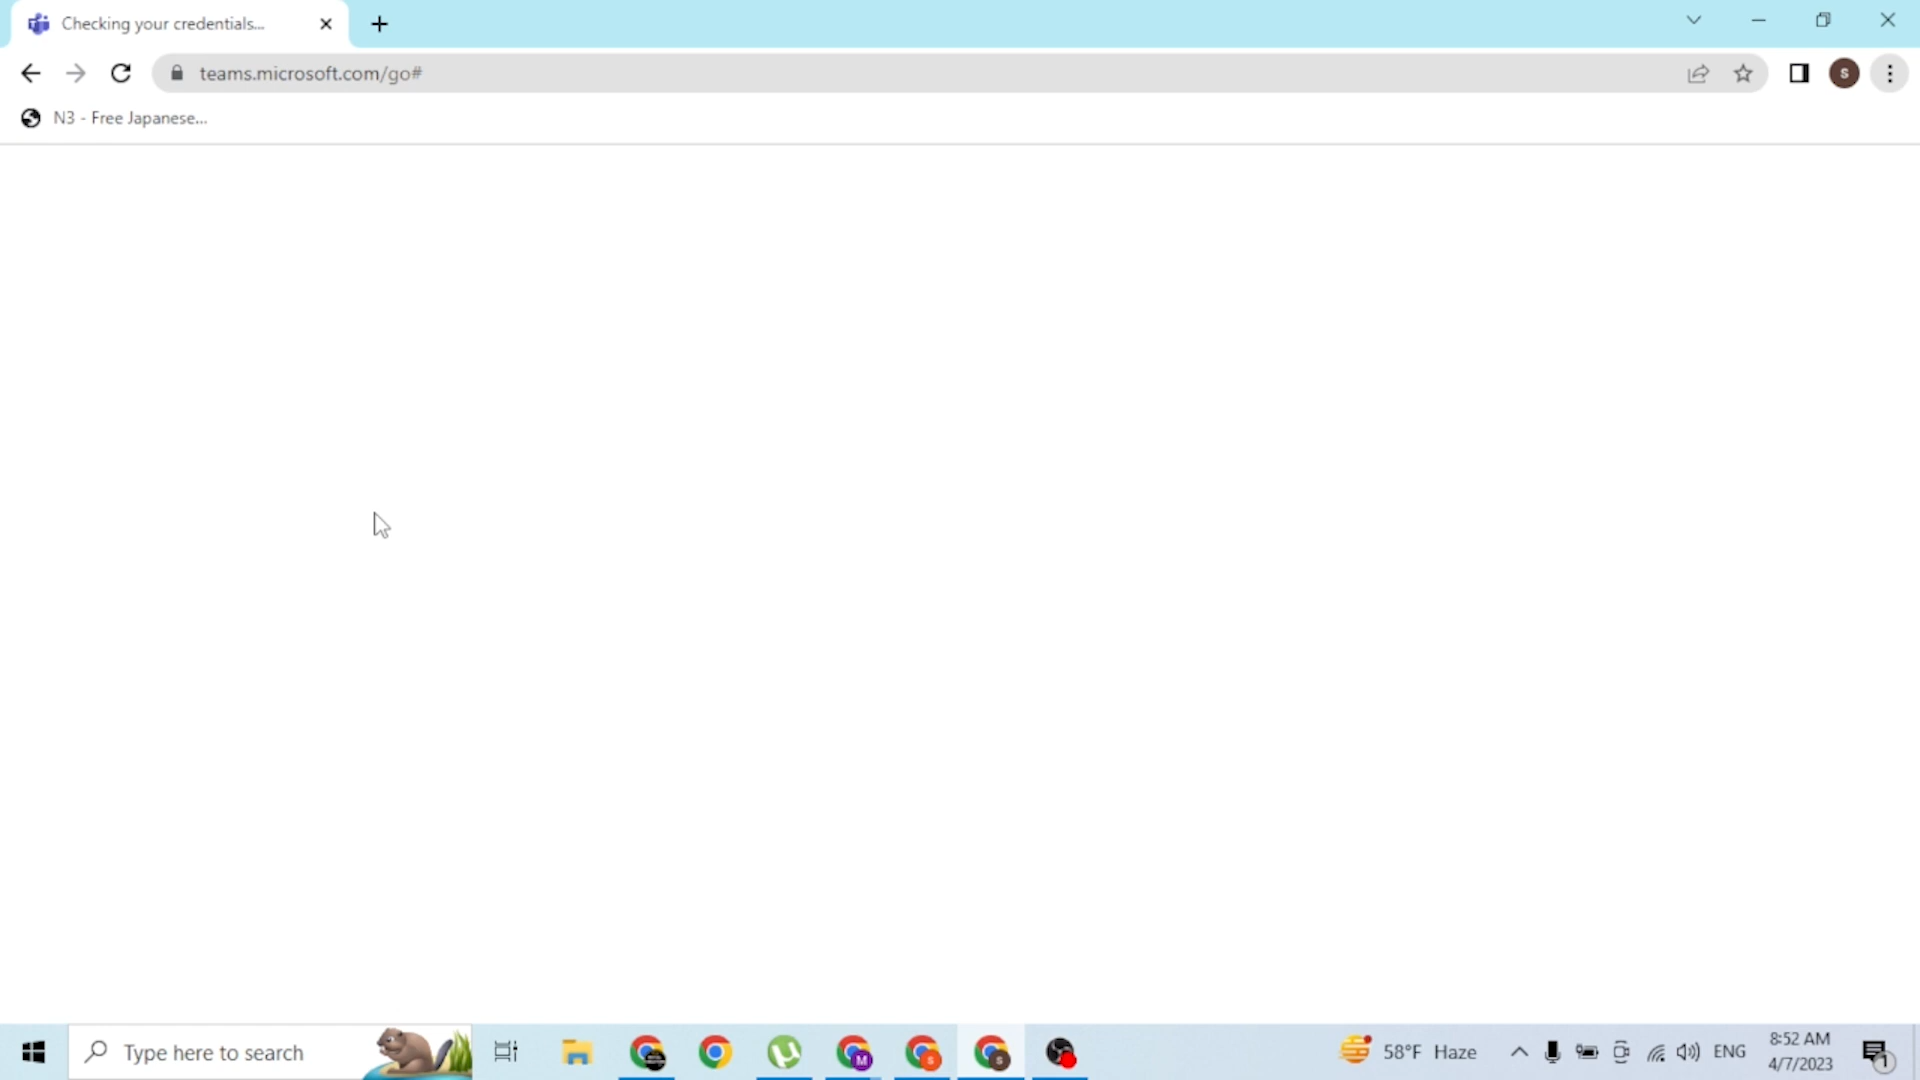 Checking your credentials...
teams.microsoft.com/go#
S
N3 - Free Japanese...
Type here to search
M
S
S
58°F Haze
ENG
8:52 AM
4/7/2023
1